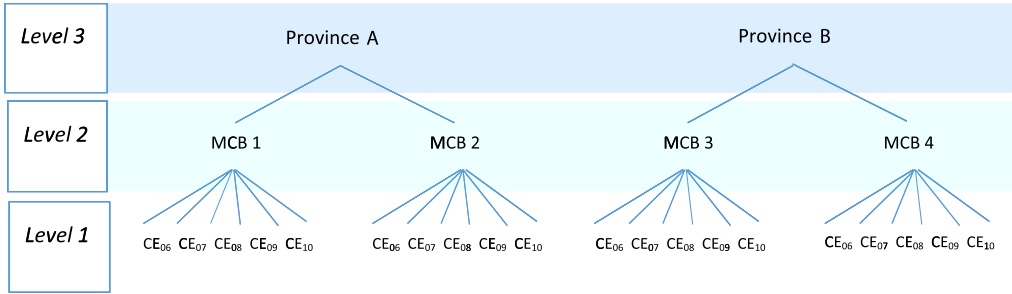 Level 3
Province A
Province B
Level 2
MCB 1
MCB 2
MCB 3
MCB 4
Level 1
CE₀₆ CE₀₇ CE₀₈ CE₀₉ CE₁₀
CE₀₆ CE₀₇ CE₀₈ CE₀₉ CE₁₀
CE₀₆ CE₀₇ CE₀₈ CE₀₉ CE₁₀
CE₀₆ CE₀₇ CE₀₈ CE₀₉ CE₁₀